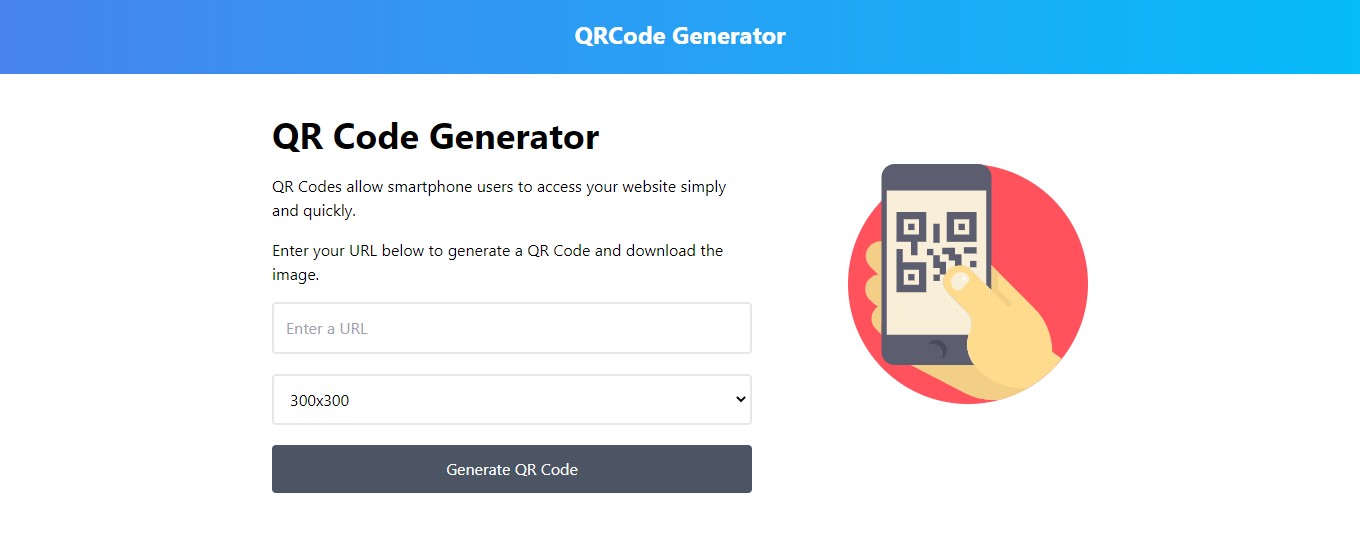 QRCode Generator
QR Code Generator
QR Codes allow smartphone users to access your website simply
and quickly.
Enter your URL below to generate a QR Code and download the
image.
Enter a URL
300x300
Generate QR Code